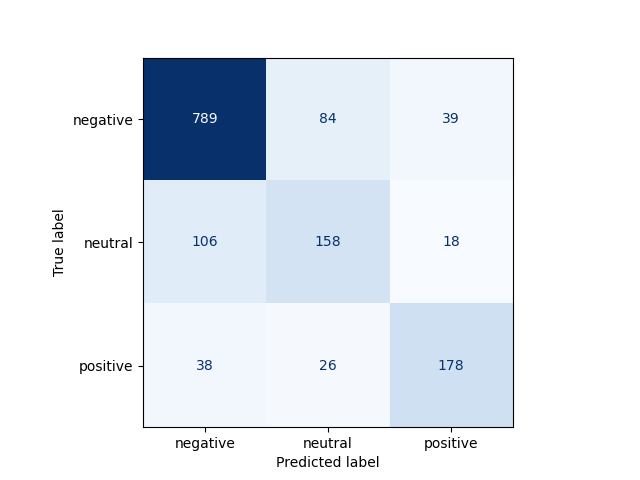 negative 789 84 39
neutral 106 158 18
positive 38 26 178
negative neutral positive
Predicted label
True label